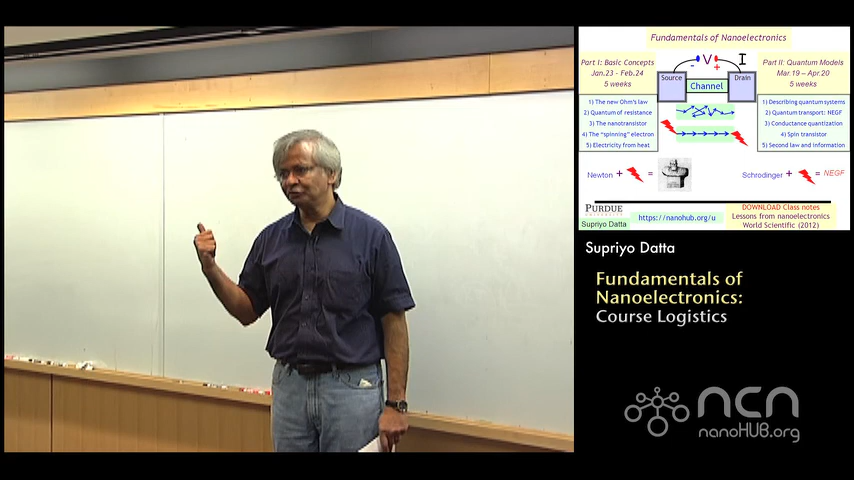 Fundamentals of Nanoelectronics
Part I: Basic Concepts
Jan.23 - Feb.24
5 weeks
1) The new Ohm's law
2) Quantum of resistance
3) The nanotransistor
4) The "spinning" electron
5) Electricity from heat
V
I
-
+
Source
Channel
Drain
Part II: Quantum Models
Mar.19 - Apr.20
5 weeks
1) Describing quantum systems
2) Quantum transport: NEGF
3) Conductance quantization
4) Spin transistor
5) Second law and information
Newton + =
Schrodinger + = NEGF
PURDUE
UNIVERSITY
Supriyo Datta
https://nanohub.org/u
DOWNLOAD Class notes
Lessons from nanoelectronics
World Scientific (2012)
Supriyo Datta
Fundamentals of
Nanoelectronics:
Course Logistics
ncn
nanoHUB.org